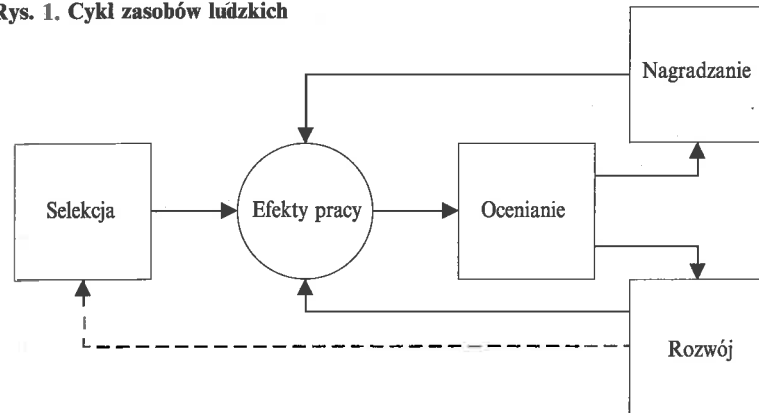 Rys. 1. Cykl zasobów ludzkich
Nagradzanie
Selekcja
Efekty pracy
Ocenianie
Rozwój